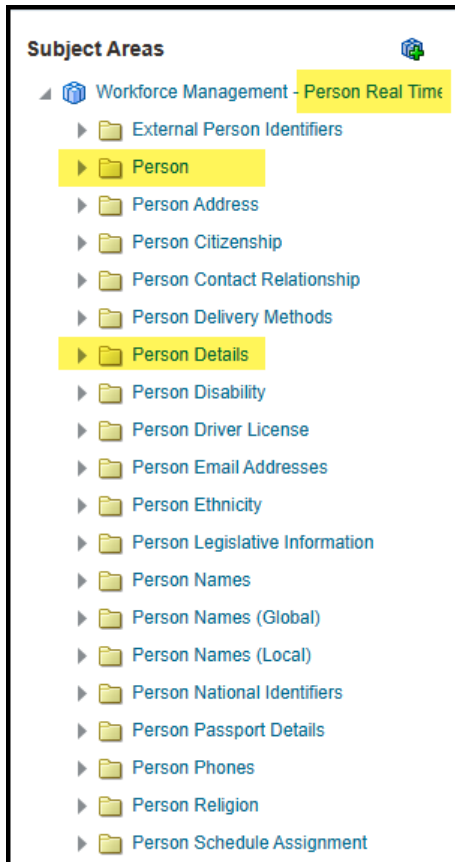 Subject Areas
Workforce Management - Person Real Time
External Person Identifiers
Person
Person Address
Person Citizenship
Person Contact Relationship
Person Delivery Methods
Person Details
Person Disability
Person Driver License
Person Email Addresses
Person Ethnicity
Person Legislative Information
Person Names
Person Names (Global)
Person Names (Local)
Person National Identifiers
Person Passport Details
Person Phones
Person Religion
Person Schedule Assignment